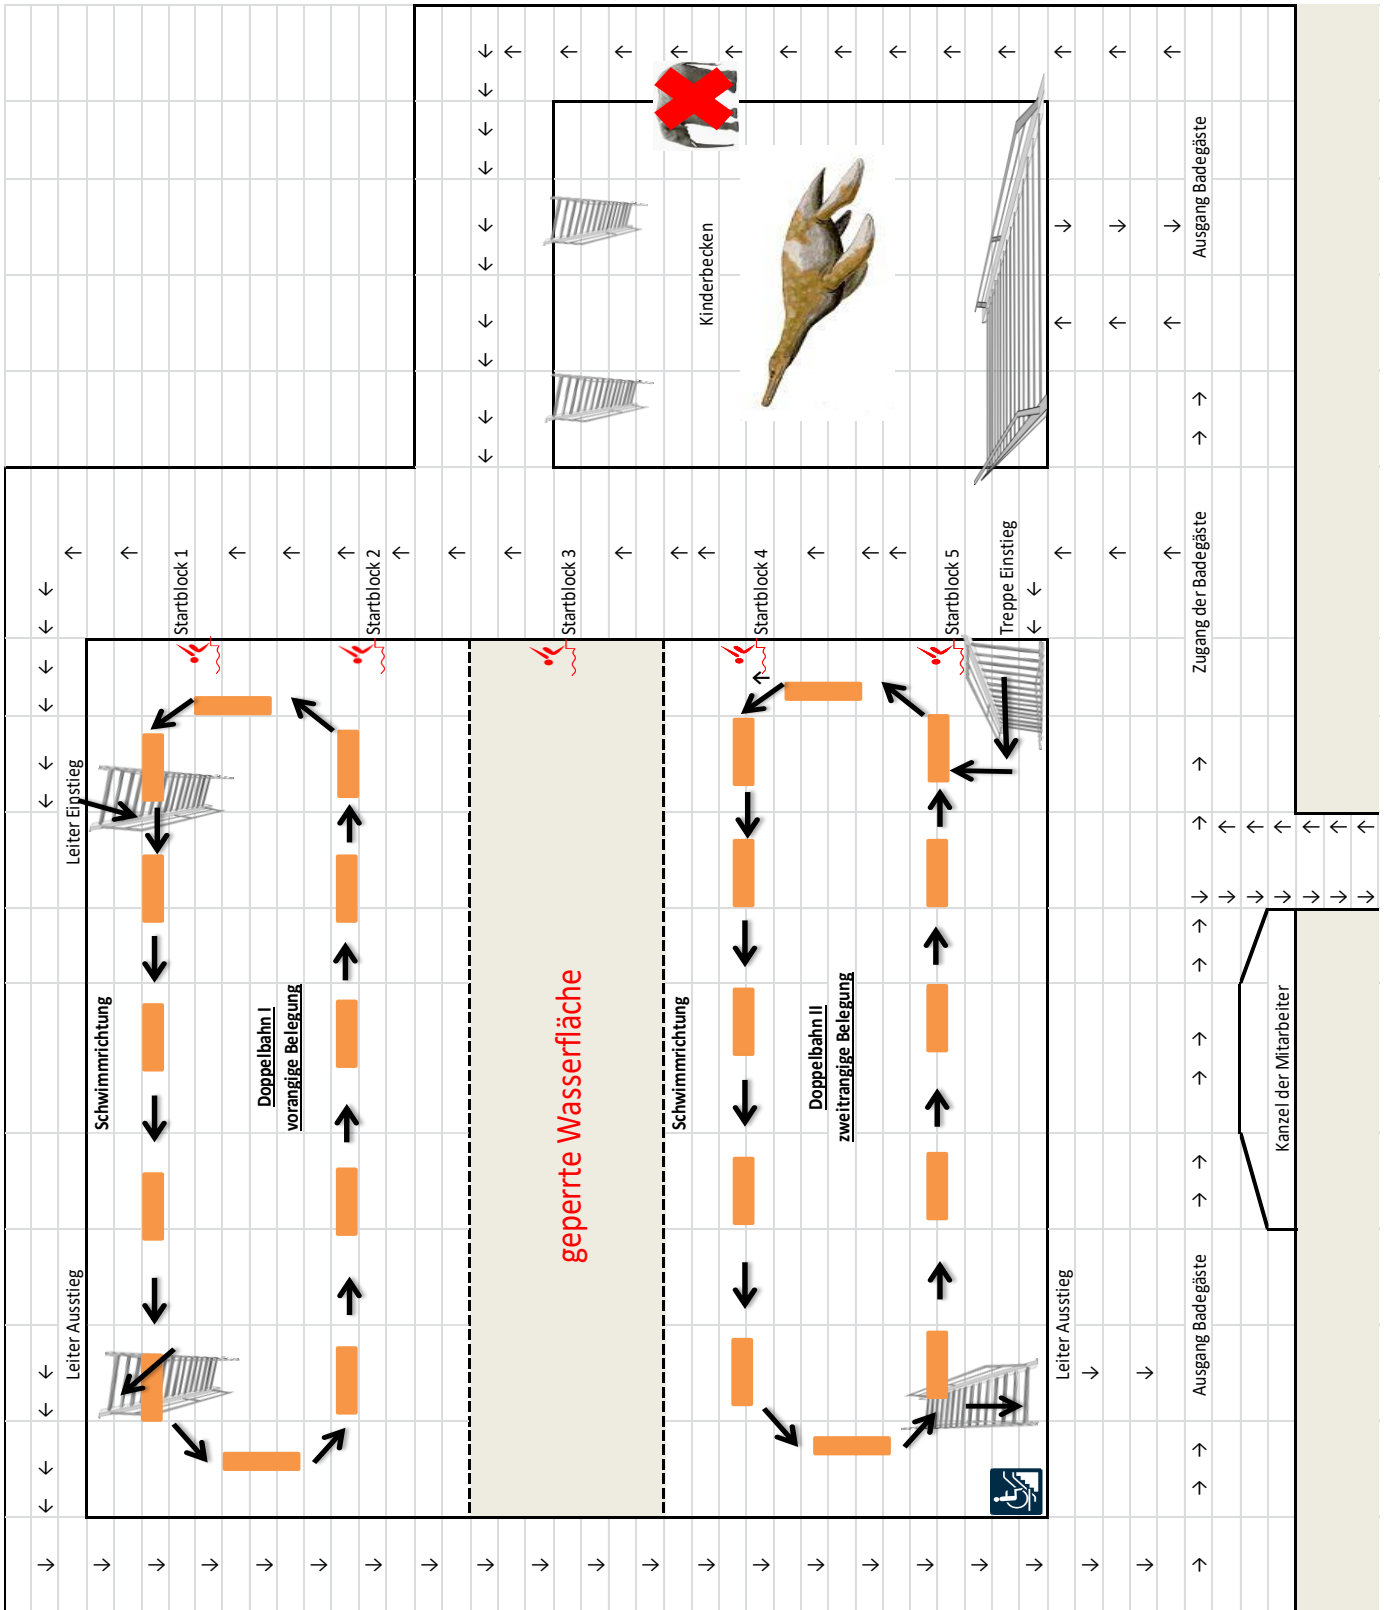 Kinderbecken
Ausgang Badegäste
Startblock 1
Startblock 2
Startblock 3
Startblock 4
Startblock 5
Treppe Einstieg
Zugang der Badegäste
Leiter Einstieg
Schwimmrichtung
Doppelbahn I
vorangige Belegung
geperrte Wasserfläche
Schwimmrichtung
Doppelbahn II
zweitrangige Belegung
Kanzel der Mitarbeiter
Leiter Ausstieg
Leiter Ausstieg
Ausgang Badegäste